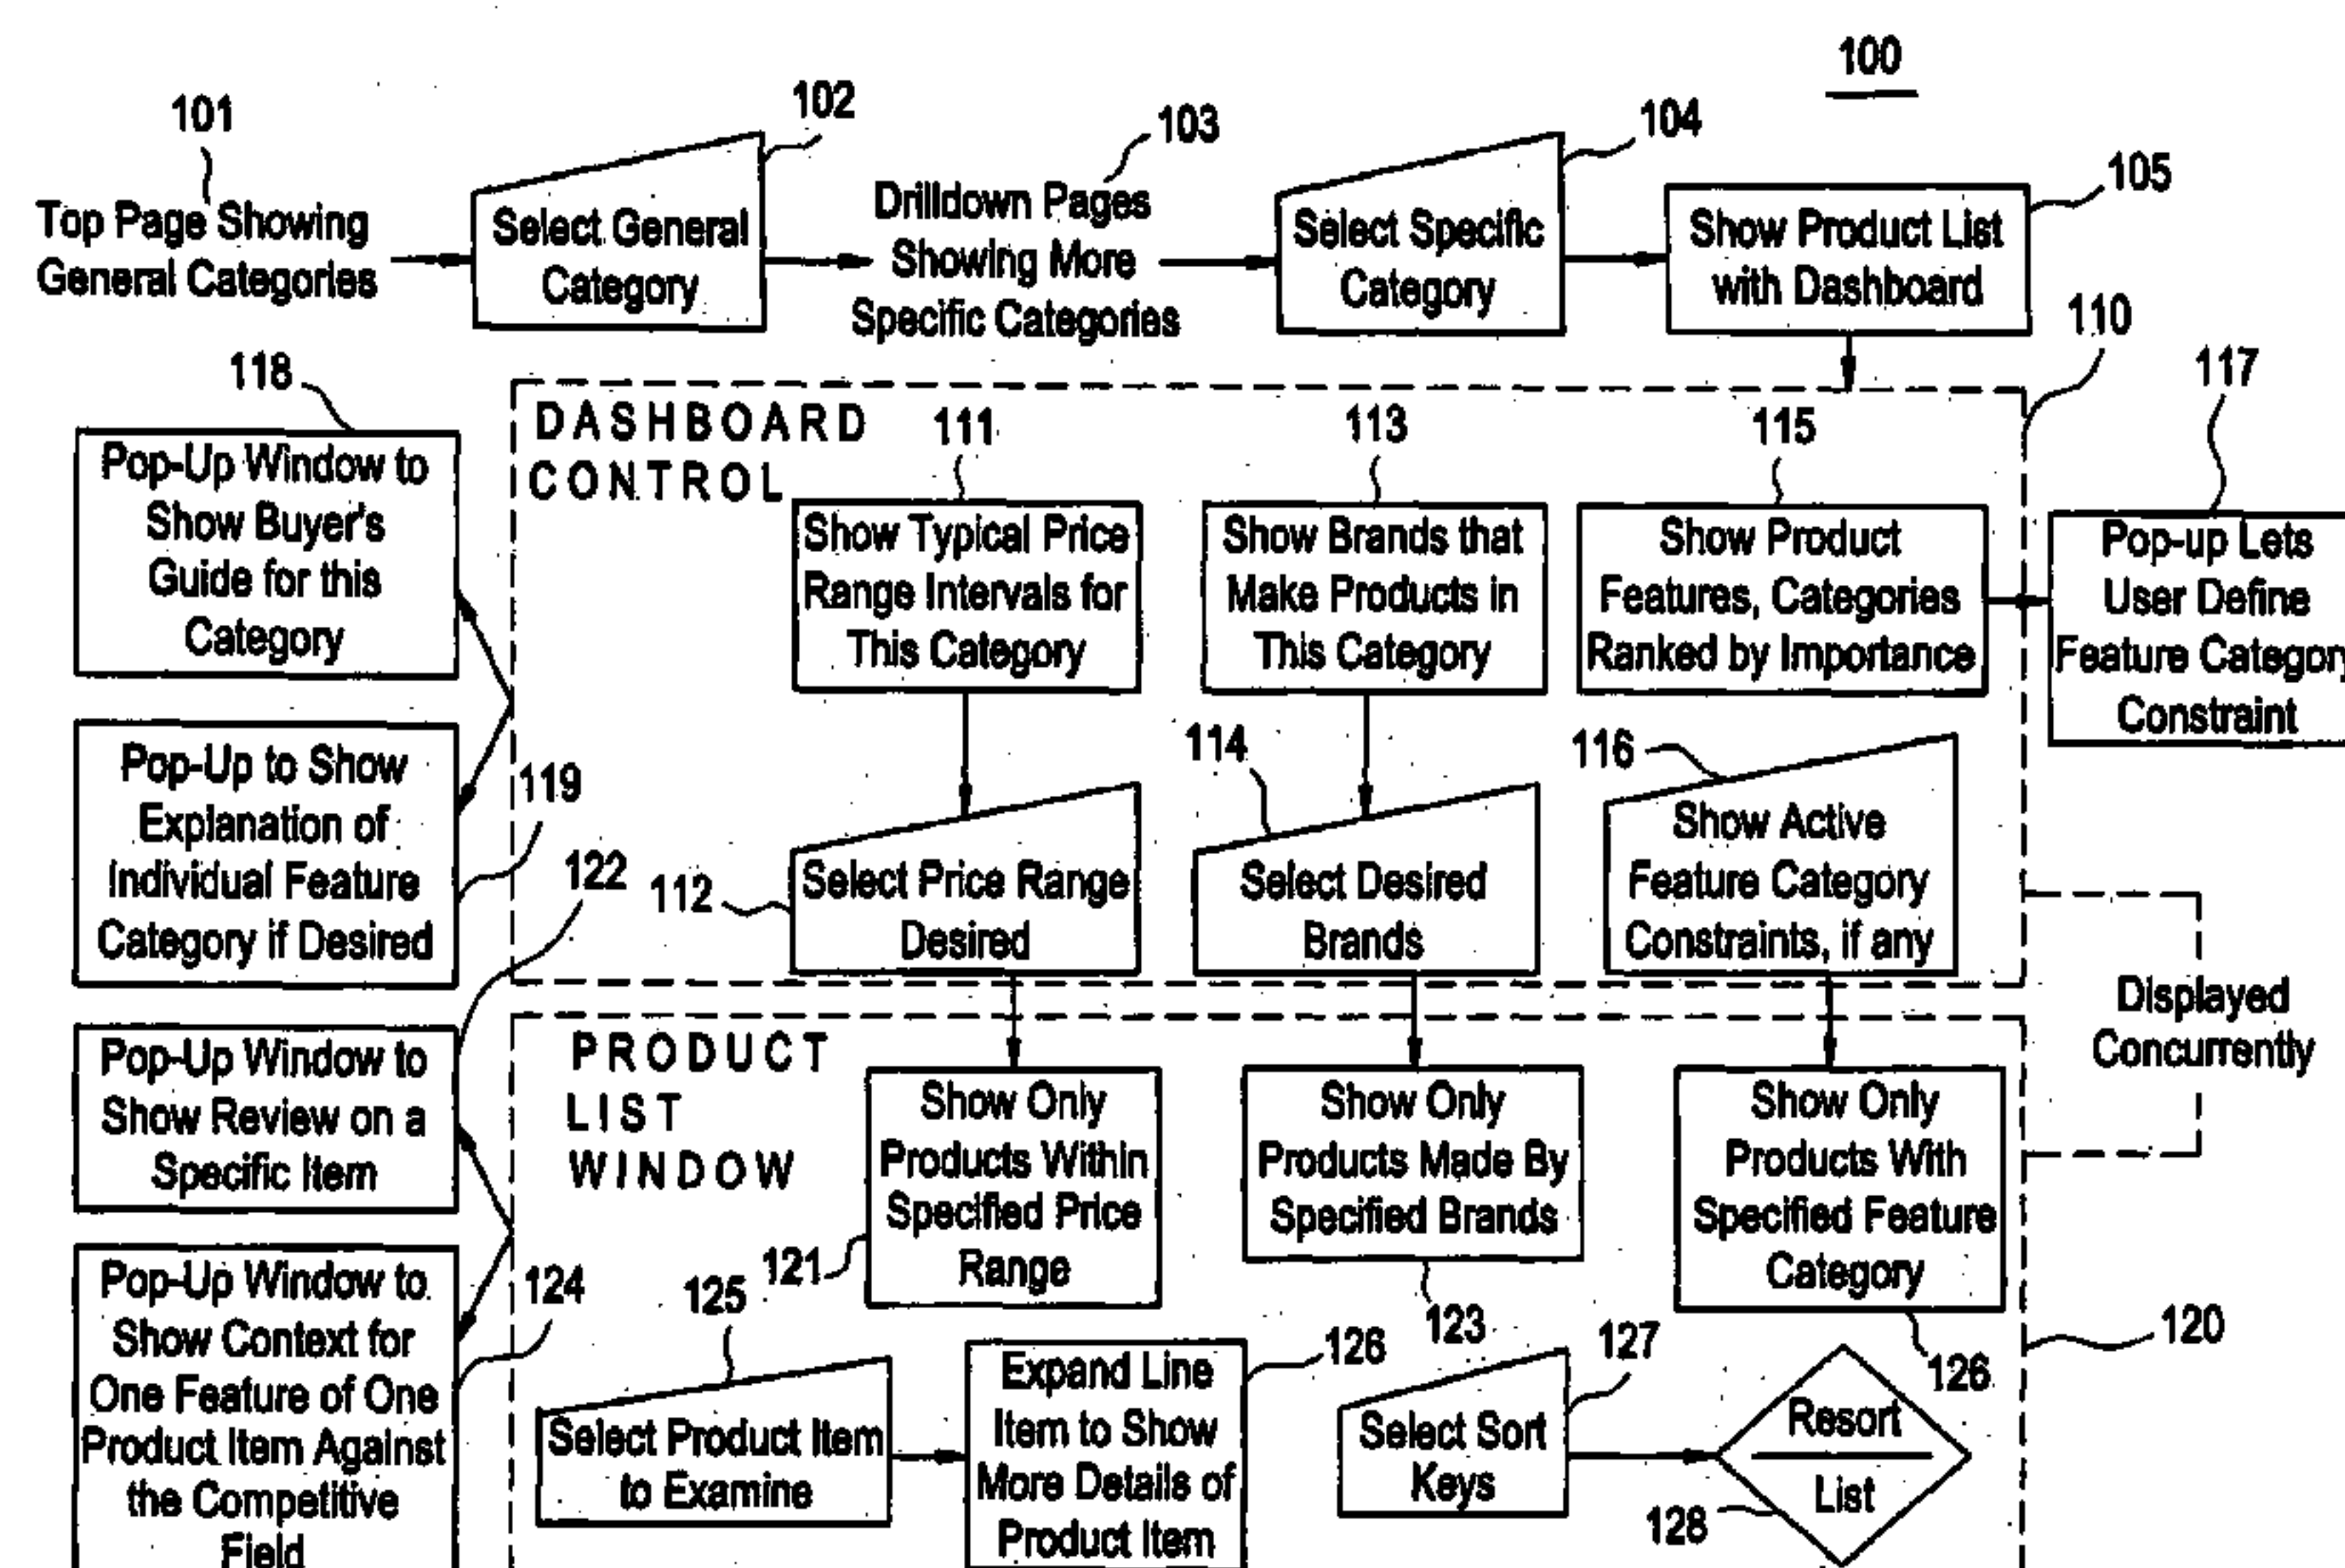 100
101
102
103
104
105
Top Page Showing
General Categories
Select General
Category
Drilldown Pages
Showing More
Specific Categories
Select Specific
Category
Show Product List
with Dashboard
110
117
118
Pop-Up Window to
Show Buyer's
Guide for this
Category
DASHBOARD
CONTROL
111
113
115
Show Typical Price
Range Intervals for
This Category
Show Brands that
Make Products in
This Category
Show Product
Features, Categories
Ranked by Importance
Pop-up Lets
User Define
Feature Category
Constraint
Pop-Up to Show
Explanation of
Individual Feature
Category if Desired
119
122
112
Select Price Range
Desired
114
Select Desired
Brands
116
Show Active
Feature Category
Constraints, if any
Displayed
Concurrently
Pop-Up Window to
Show Review on a
Specific Item
PRODUCT
LIST
WINDOW
Show Only
Products Within
Specified Price
Range
121
Show Only
Products Made By
Specified Brands
123
Show Only
Products With
Specified Feature
Category
126
120
Pop-Up Window to
Show Context for
One Feature of One
Product Item Against
the Competitive
Field
124
125
Select Product Item
to Examine
Expand Line
Item to Show
More Details of
Product Item
126
127
Select Sort
Keys
Resort
List
128